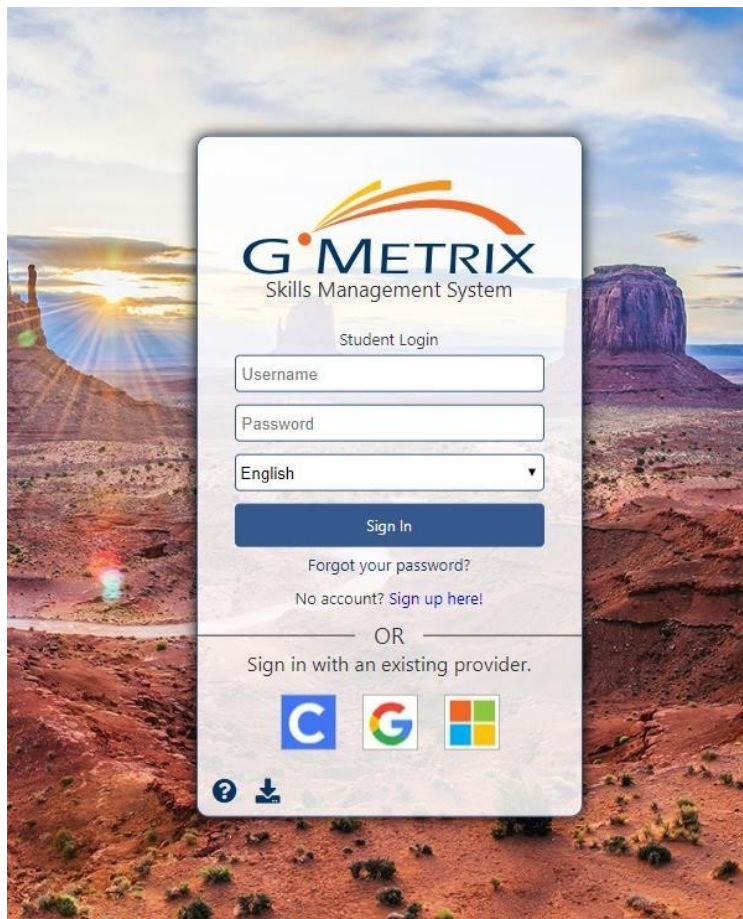 G METRIX
Skills Management System
Student Login
Username
Password
English
Sign In
Forgot your password?
No account? Sign up here!
OR
Sign in with an existing provider.
C G
?